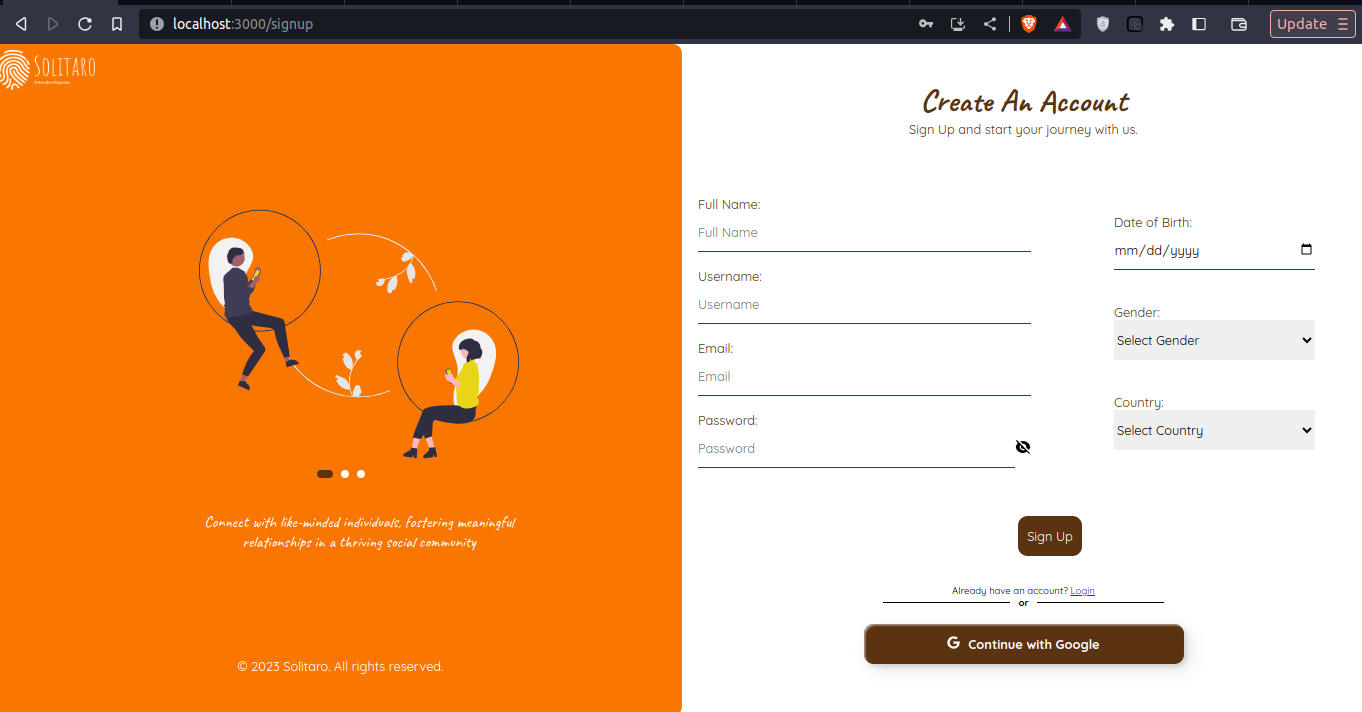 localhost:3000/signup
Update
SOLITARO
Create An Account
Sign Up and start your journey with us.
Full Name:
Full Name
Username:
Username
Email:
Email
Password:
Password
Date of Birth:
mm/dd/yyyy
Gender:
Select Gender
Country:
Select Country
Sign Up
Already have an account? Login
or
G Continue with Google
Connect with like-minded individuals, fostering meaningful
relationships in a thriving social community
© 2023 Solitaro. All rights reserved.